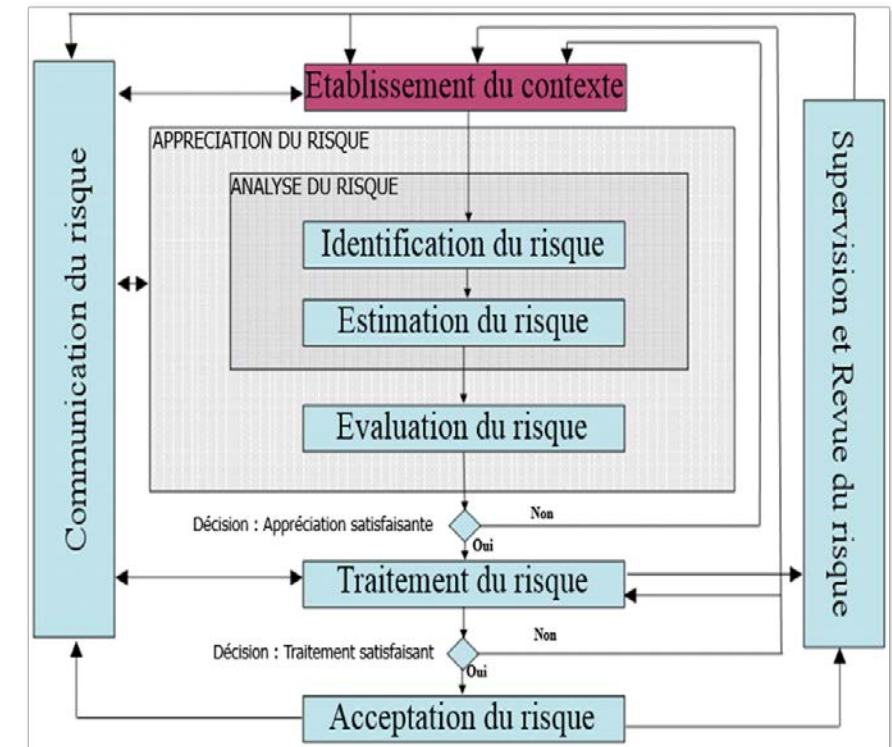 Etablissement du contexte
APPRECIATION DU RISQUE
ANALYSE DU RISQUE
Identification du risque
Estimation du risque
Evaluation du risque
Décision : Appréciation satisfaisante
Non
Oui
Traitement du risque
Décision : Traitement satisfaisant
Non
Oui
Acceptation du risque
Communication du risque
Supervision et Revue du risque